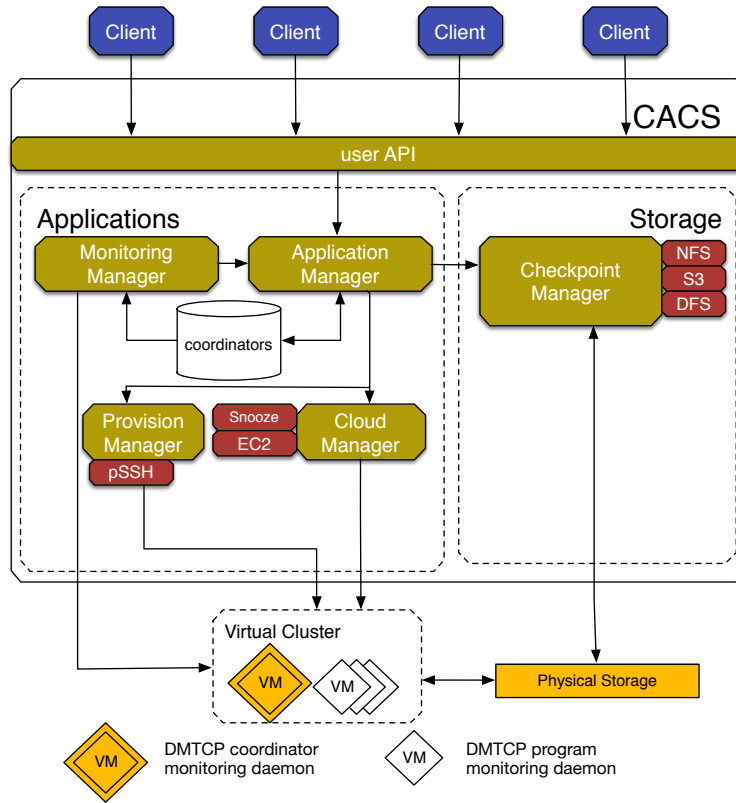 Client
Client
Client
Client
CACS
user API
Applications
Storage
Monitoring
Manager
Application
Manager
Checkpoint
Manager
NFS
S3
DFS
coordinators
Provision
Manager
pSSH
Snooze
EC2
Cloud
Manager
Virtual Cluster
VM
VM
Physical Storage
VM
DMTCP coordinator
monitoring daemon
VM
DMTCP program
monitoring daemon